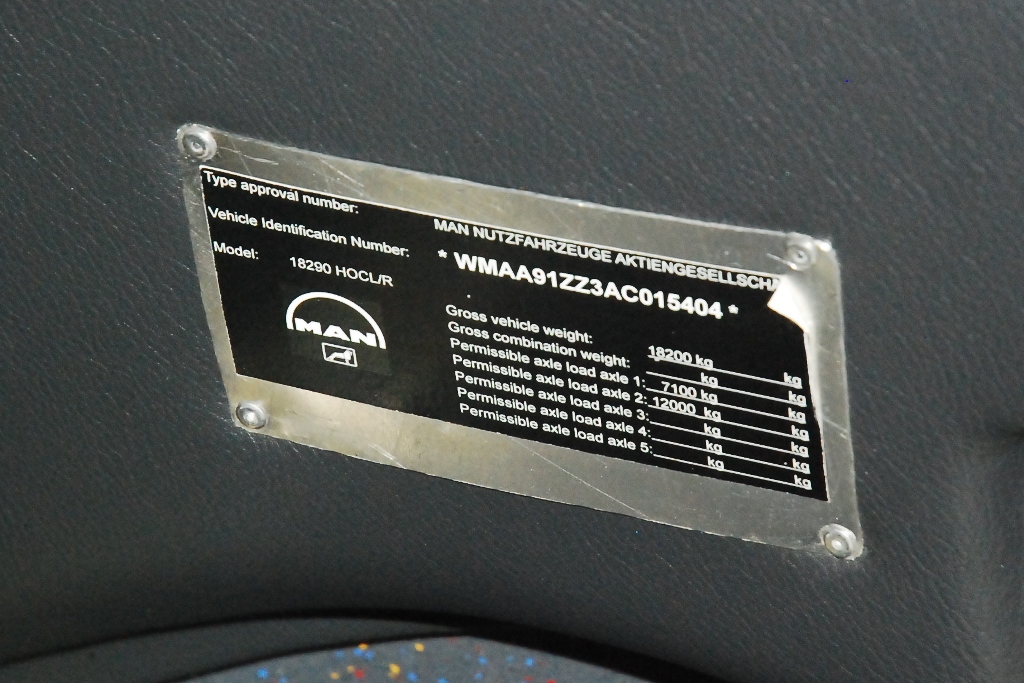 Type approval number:
MAN NUTZFAHRZEUGE AKTIENGESELLSCHA
Vehicle Identification Number:
* WMAA91ZZ3AC015404 *
Model: 18290 HOCL/R
MAN
Gross vehicle weight: 18200 kg
Gross combination weight: kg kg
Permissible axle load axle 1: 7100 kg kg
Permissible axle load axle 2: 12000 kg kg
Permissible axle load axle 3: kg kg
Permissible axle load axle 4: kg kg
Permissible axle load axle 5: kg kg